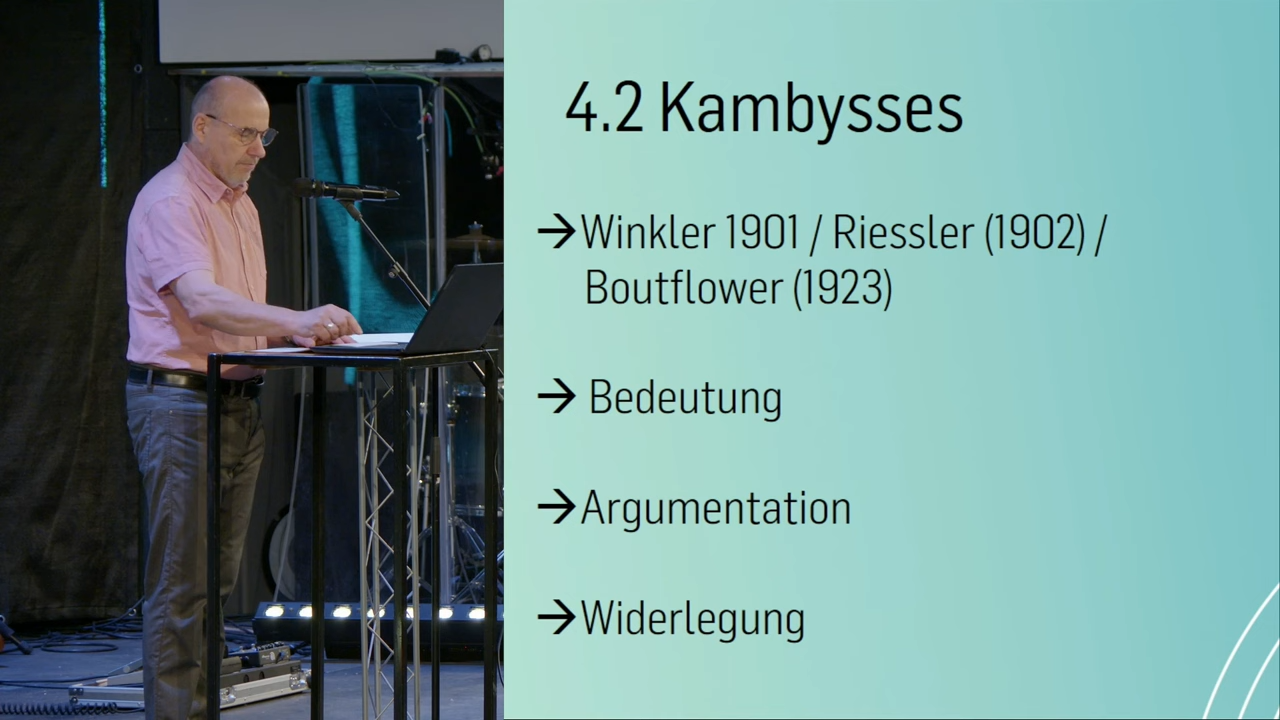 4.2 Kambysses
→Winkler 1901 / Riessler (1902) /
Boutflower (1923)
→ Bedeutung
→Argumentation
→Widerlegung